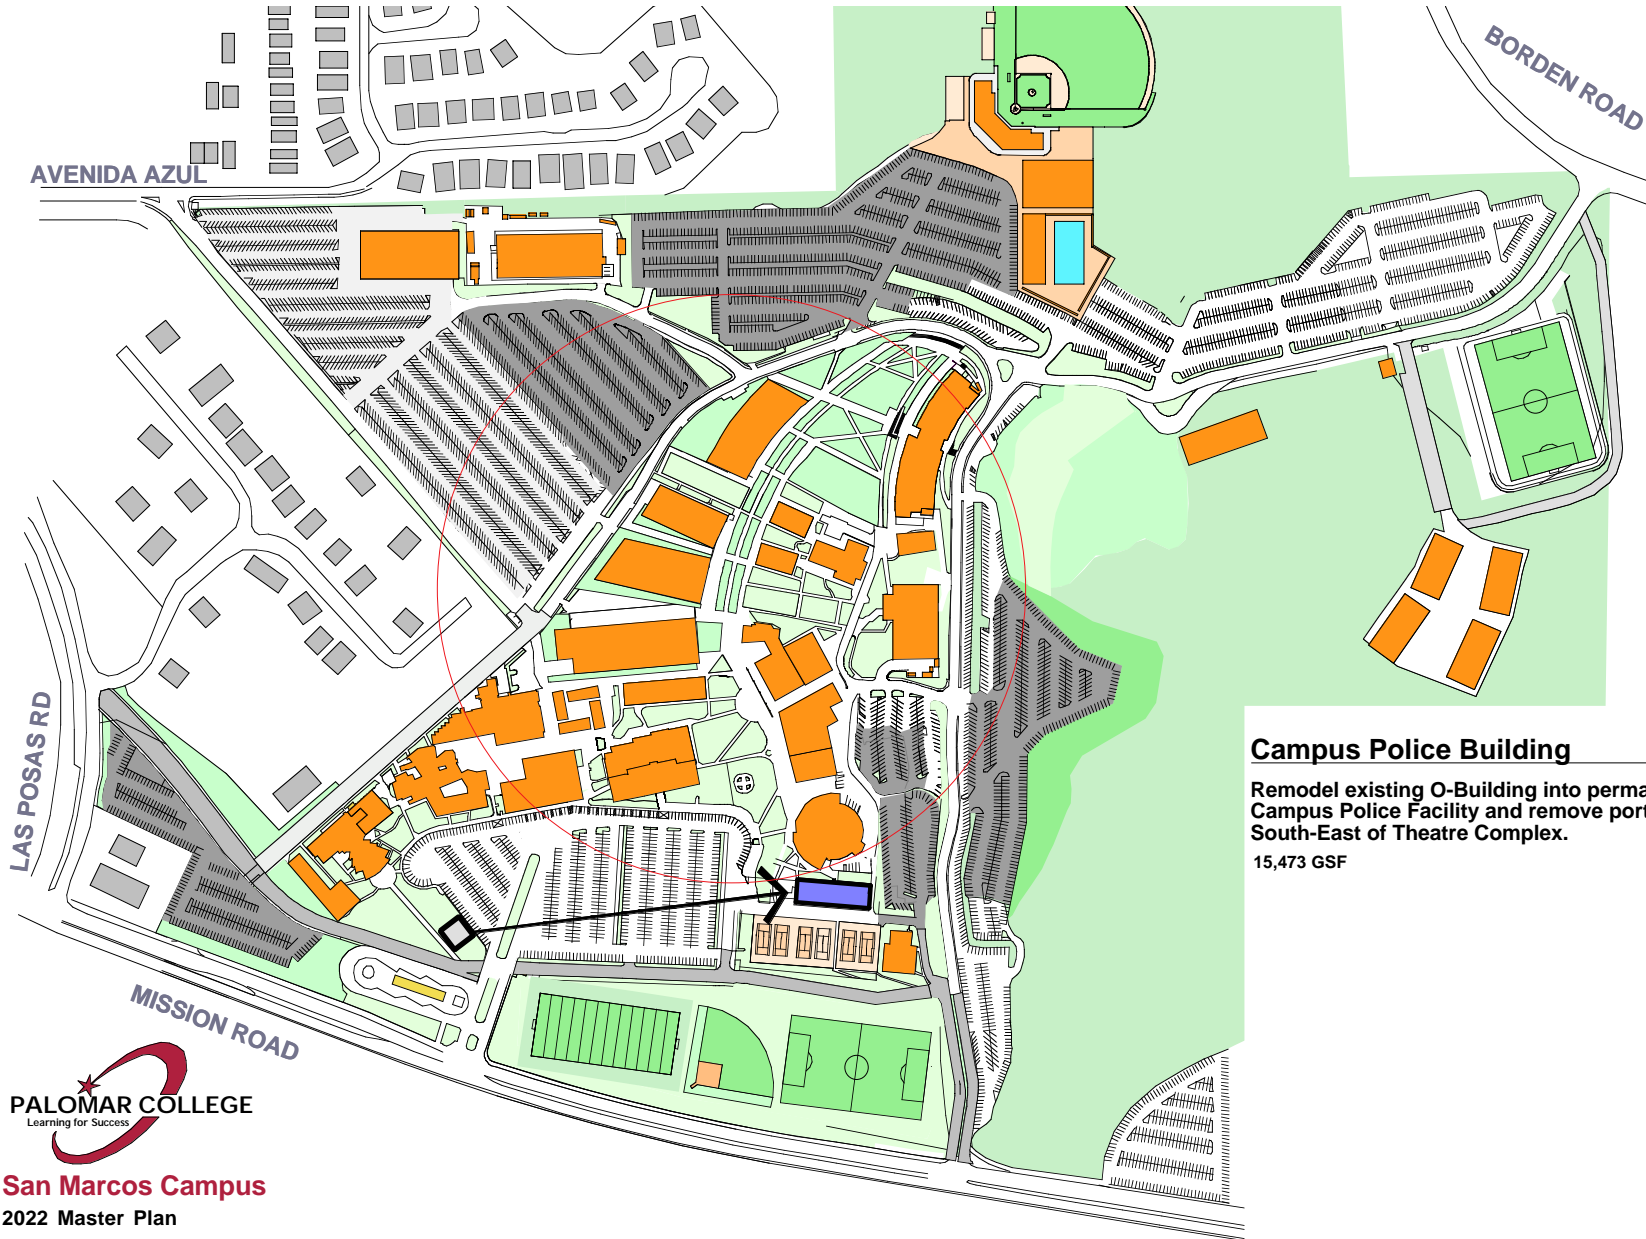 BORDEN ROAD
AVENIDA AZUL
LAS POSAS RD
MISSION ROAD
Campus Police Building
Remodel existing O-Building into perma
Campus Police Facility and remove port
South-East of Theatre Complex.
15,473 GSF
PALOMAR COLLEGE
Learning for Success
San Marcos Campus
2022 Master Plan